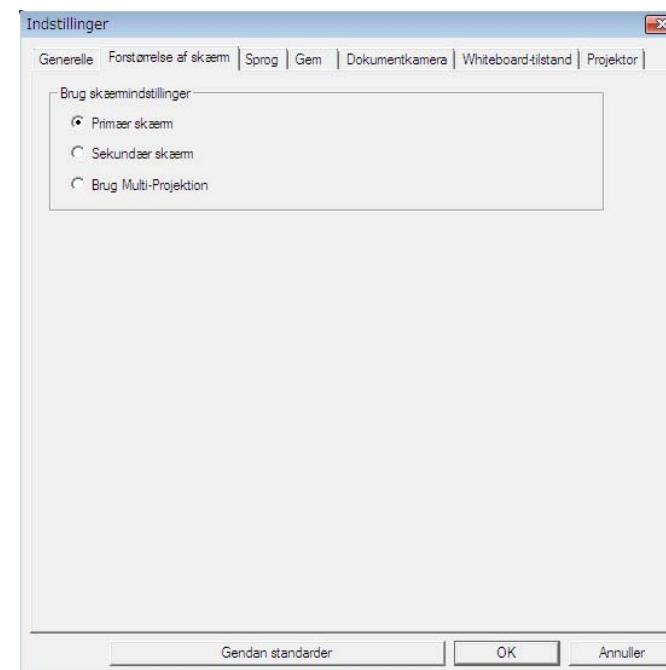 Indstillinger
Generelle Forstørrelse af skærm Sprog Gem Dokumentkamera Whiteboard-tilstand Projektor
Brug skærmindstillinger
Primær skærm
Sekundær skærm
Brug Multi-Projektion
Gendan standarder OK Annuller